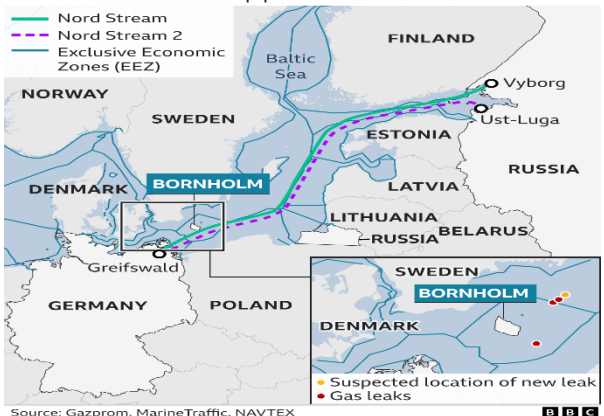 Nord Stream
Nord Stream 2
Exclusive Economic
Zones (EEZ)
FINLAND
Baltic
Sea
Vyborg
NORWAY
SWEDEN
Ust-Luga
ESTONIA
RUSSIA
DENMARK
BORNHOLM
LATVIA
LITHUANIA
RUSSIA
BELARUS
Greifswald
GERMANY
POLAND
SWEDEN
BORNHOLM
DENMARK
Suspected location of new leak
Gas leaks
Source: Gazprom, MarineTraffic, NAVTEX
BBC